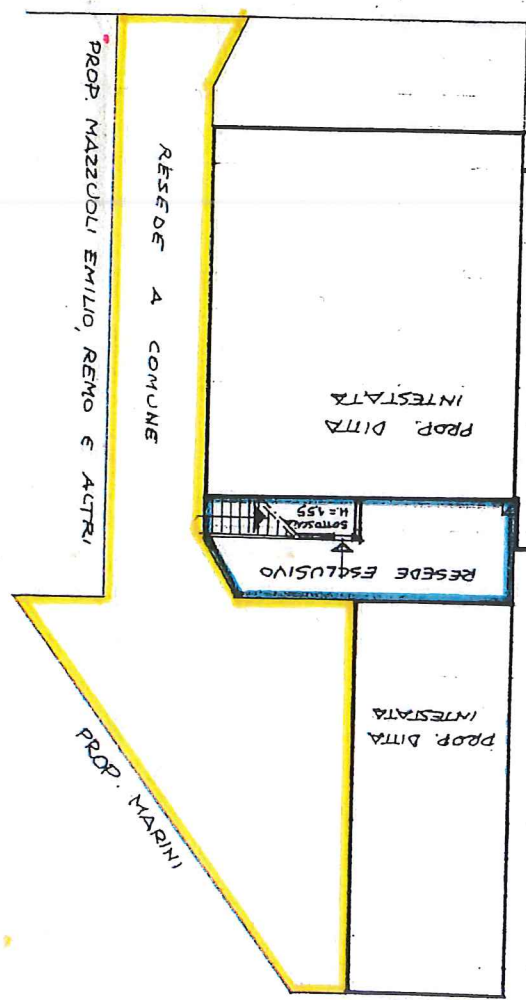 PROP. MAZZUOLI EMILIO, REMO E ALTRI
RESEDE A COMUNE
PROP. DITTA
INTESTATA
SOTTOSCALA
H=1,55
RESEDE ESCLUSIVO
PROP. DITTA
INTESTATA
PROP. MARINI